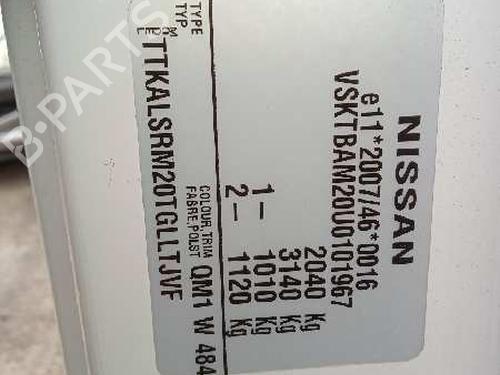 NISSAN
e11*2007/46*0016
VSKTBAM20U0101967
2040 Kg
3140 Kg
1- 1010 Kg
2- 1120 Kg
COLOUR,TRIM
FABRE,POLST QM1 W 484
TYPE
TYP
TTKALSRM20TGLLTJVF
B-PARTS